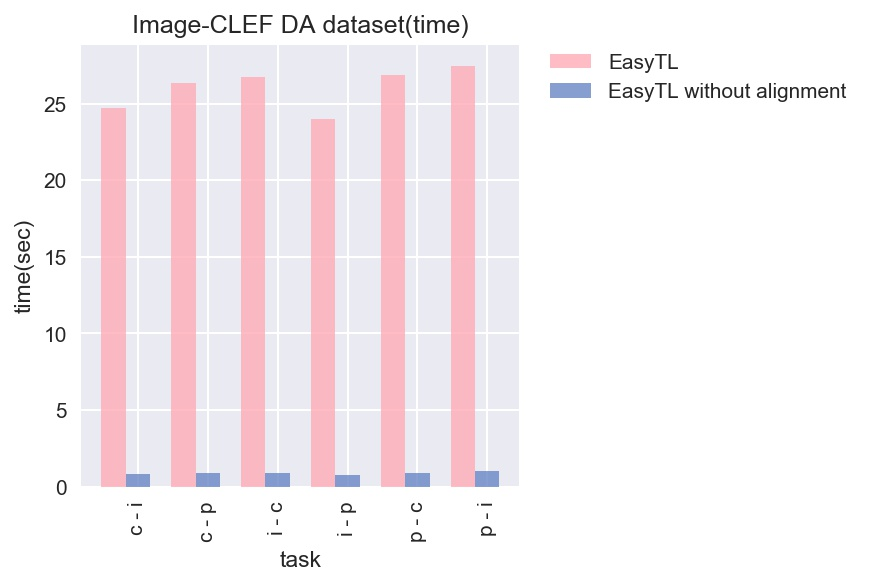 Image-CLEF DA dataset(time)
EasyTL
EasyTL without alignment
time(sec)
25
20
15
10
5
0
c - i
c - p
i - c
i - p
p - c
p - i
task